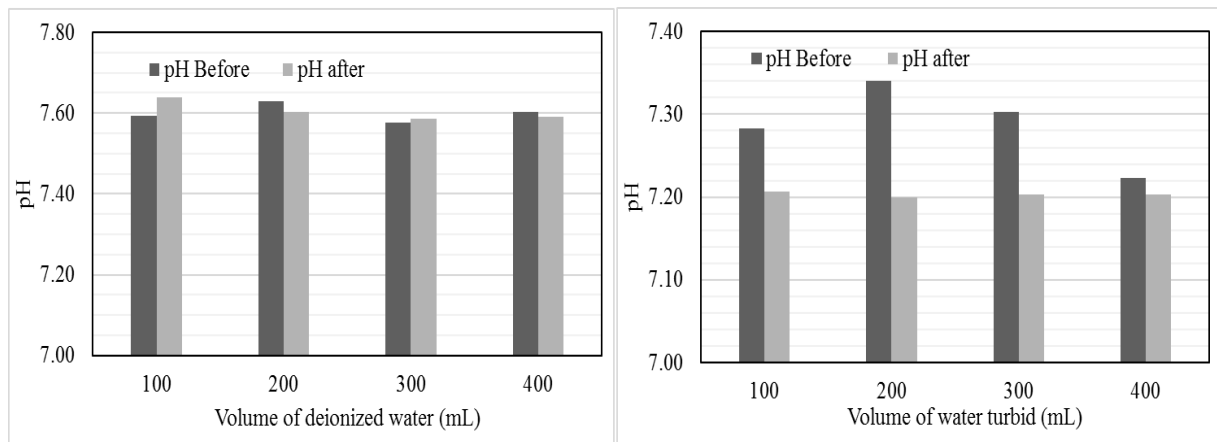 7.80
7.60
7.40
7.20
7.00
pH
pH Before
pH after
100
200
300
400
Volume of deionized water (mL)
7.40
7.30
7.20
7.10
7.00
pH
pH Before
pH after
100
200
300
400
Volume of water turbid (mL)